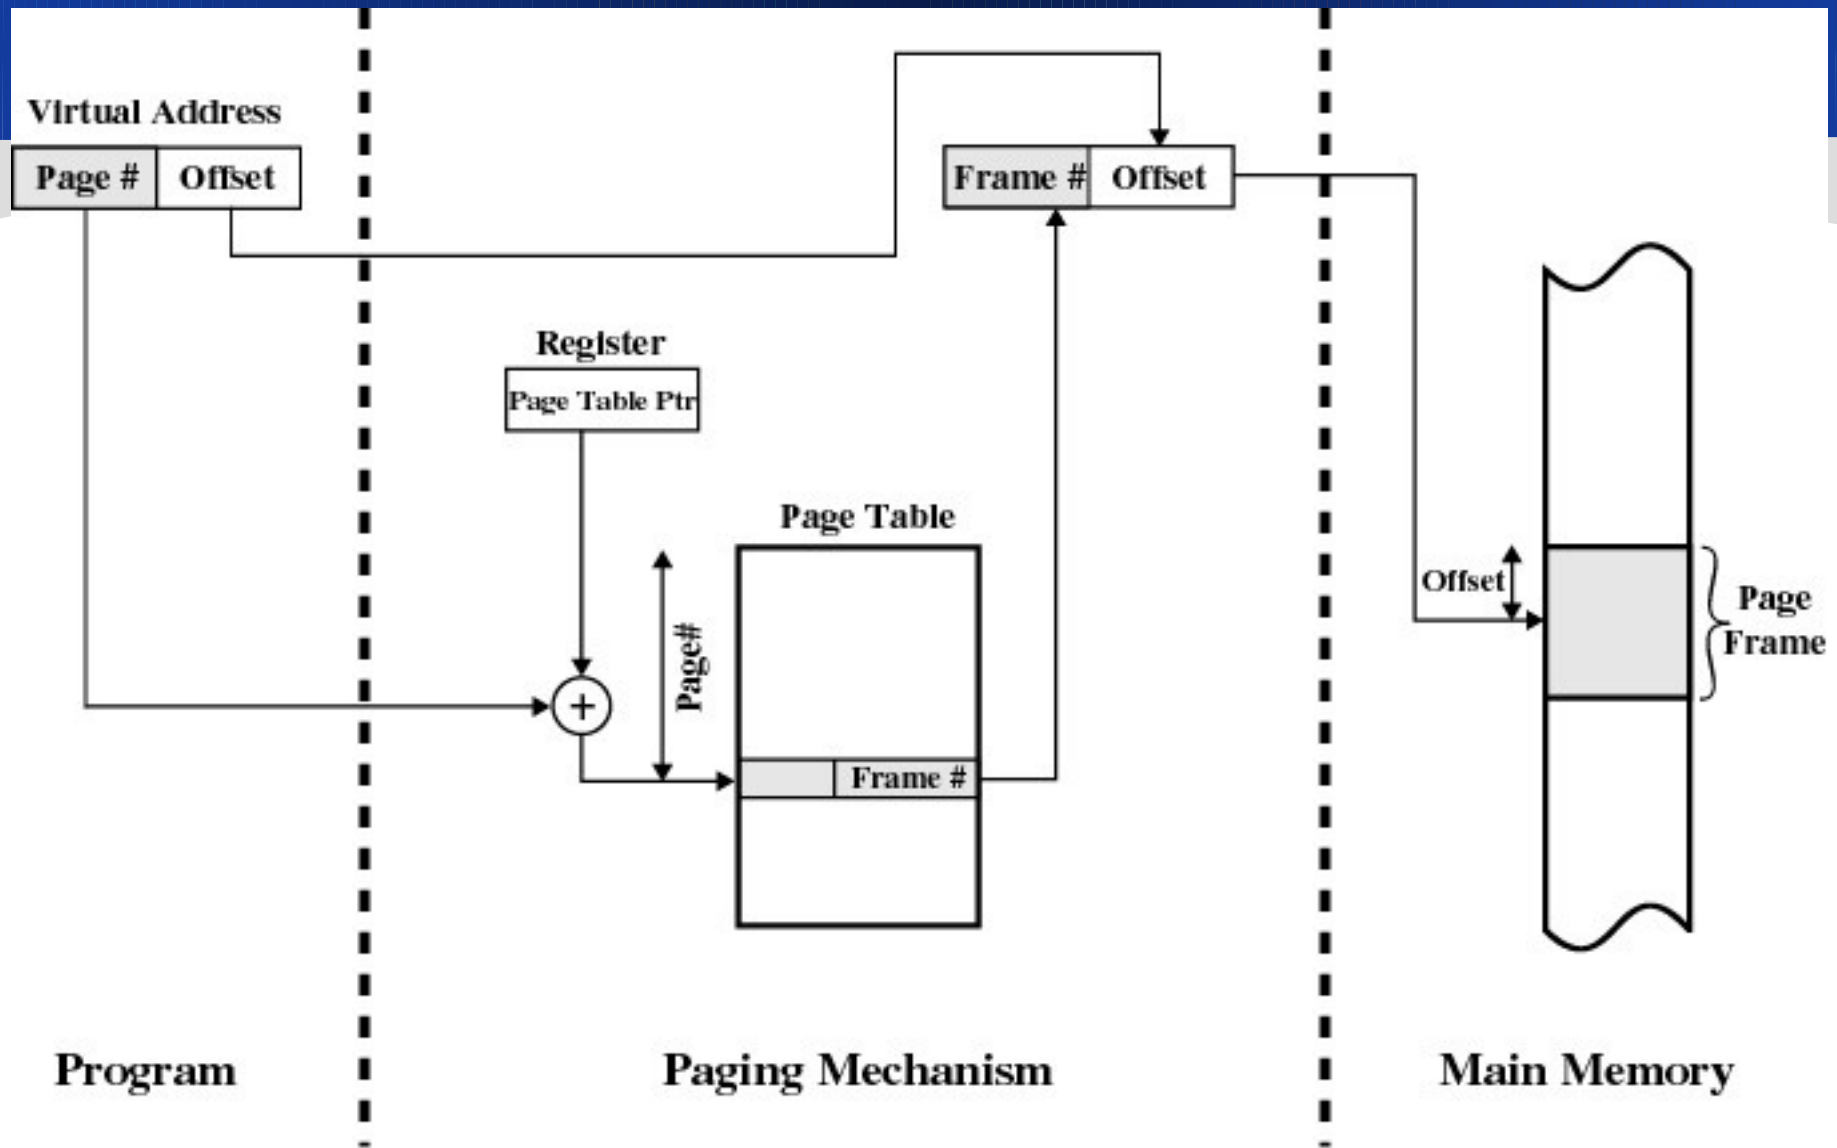 Virtual Address
Page # Offset
Frame # Offset
Register
Page Table Ptr
Page Table
Page#
Frame #
+
Offset
Page
Frame
Program
Paging Mechanism
Main Memory